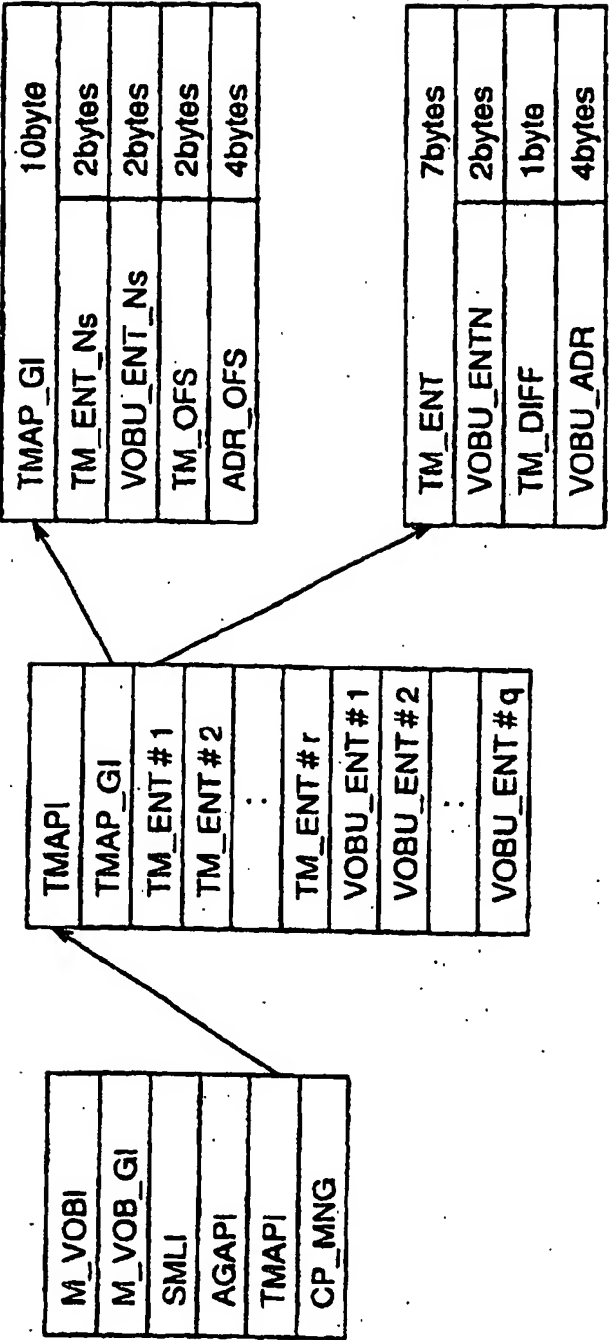 M_VOBI
M_VOB_GI
SMLI
AGAPI
TMAPI
CP_MNG
TMAPI
TMAP_GI
TM_ENT#1
TM_ENT#2
:
TM_ENT#r
VOBU_ENT#1
VOBU_ENT#2
:
VOBU_ENT#q
TMAP_GI 10byte
TM_ENT_Ns 2bytes
VOBU_ENT_Ns 2bytes
TM_OFS 2bytes
ADR_OFS 4bytes
TM_ENT 7bytes
VOBU_ENTN 2bytes
TM_DIFF 1byte
VOBU_ADR 4bytes